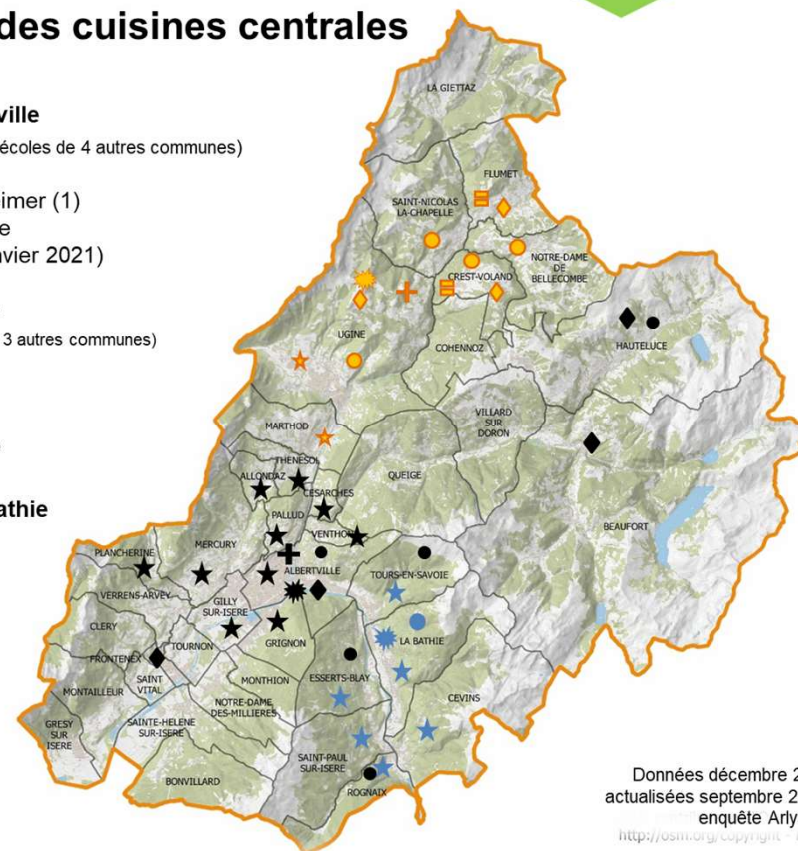 des cuisines centrales
ville
écoles de 4 autres communes)
eimer (1)
e
nvier 2021)
3 autres communes)
athie
LA GIETTAZ
FLUMET
SAINT-NICOLAS
LA-CHAPELLE
NOTRE-DAME
DE
BELLECOMBE
CREST-VOLAND
UGINE
COHENNOZ
HAUTELUCE
VILLARD
SUR
DORON
MARTHOD
THENESOL
ALLONDAZ
CESARCHES
QUEIGE
BEAUFORT
PALLUD
VENTHON
MERCURY
PLANCHERINE
ALBERTVILLE
TOURS-EN-SAVOIE
VERRENS-ARVEY
GILLY
SUR-ISERE
CLERY
TOURNON
GRIGNON
LA BATHIE
FRONTENEX
SAINT
VITAL
MONTHION
ESSERTS-BLAY
CEVINS
MONTAILLEUR
NOTRE-DAME
DES-MILLIERES
GRESY
SUR
ISERE
SAINTE-HELENE
SUR-ISERE
SAINT-PAUL
SUR-ISERE
BONVILLARD
ROGNAIX
Données décembre 2
actualisées septembre 2
enquête Arly
http://osm.org/copyright -